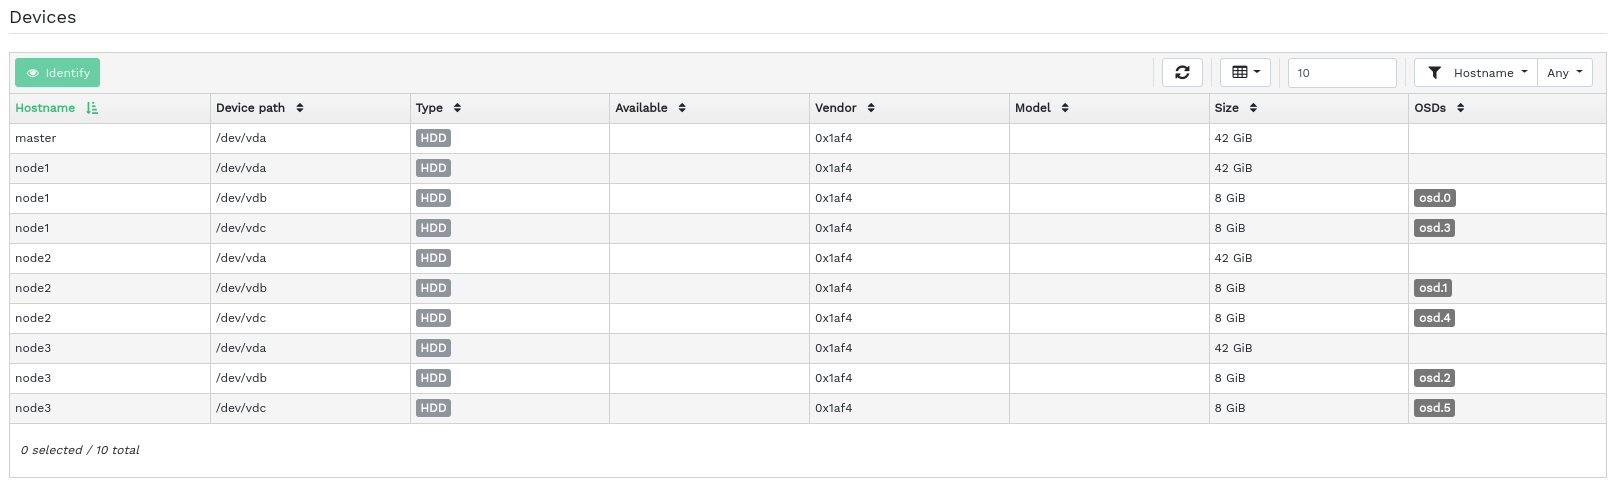 Devices
Identify 10 Hostname Any
Hostname Device path Type Available Vendor Model Size OSDs
master /dev/vda HDD 0x1af4 42 GiB
node1 /dev/vda HDD 0x1af4 42 GiB
node1 /dev/vdb HDD 0x1af4 8 GiB osd.0
node1 /dev/vdc HDD 0x1af4 8 GiB osd.3
node2 /dev/vda HDD 0x1af4 42 GiB
node2 /dev/vdb HDD 0x1af4 8 GiB osd.1
node2 /dev/vdc HDD 0x1af4 8 GiB osd.4
node3 /dev/vda HDD 0x1af4 42 GiB
node3 /dev/vdb HDD 0x1af4 8 GiB osd.2
node3 /dev/vdc HDD 0x1af4 8 GiB osd.5
0 selected / 10 total